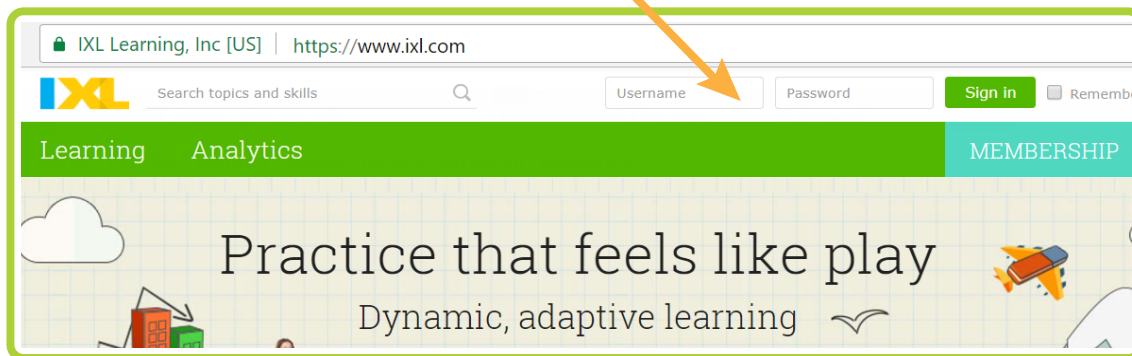 IXL Learning, Inc [US] | https://www.ixl.com
IXL Search topics and skills Username Password Sign in Rememb
Learning Analytics MEMBERSHIP
Practice that feels like play
Dynamic, adaptive learning